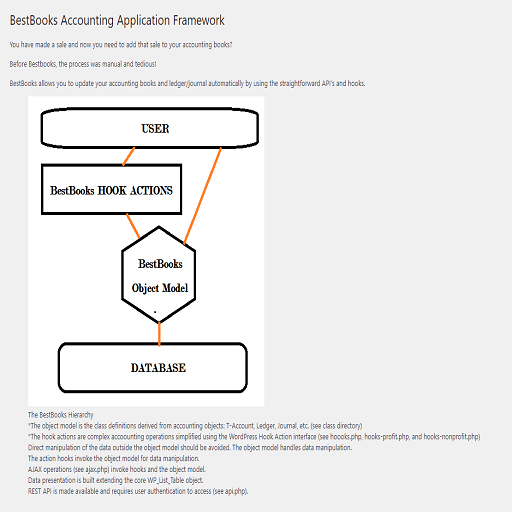 BestBooks Accounting Application Framework
You have made a sale and now you need to add that sale to your accounting books?
Before Bestbooks, the process was manual and tedious!
BestBooks allows you to update your accounting books and ledger/journal automatically by using the straightforward API's and hooks.
USER
BestBooks HOOK ACTIONS
BestBooks
Object Model
.
DATABASE
The BestBooks Hierarchy
*The object model is the class definitions derived from accounting objects: T-Account, Ledger, Journal, etc. (see class directory)
*The hook actions are complex acccounting operations simplified using the WordPress Hook Action interface (see hoooks.php, hooks-profit.php, and hooks-nonprofit.php)
Direct manipulation of the data outside the object model should be avoided. The object model handles data manipulation.
The action hooks invoke the object model for data manipulation.
AJAX operations (see ajax.php) invoke hooks and the object model.
Data presentation is built extending the core WP_List_Table object.
REST API is made available and requires user authentication to access (see api.php).